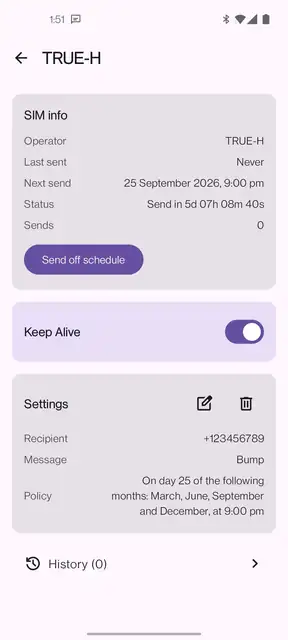 1:51
TRUE-H
SIM info
Operator TRUE-H
Last sent Never
Next send 25 September 2026, 9:00 pm
Status Send in 5d 07h 08m 40s
Sends 0
Send off schedule
Keep Alive
Settings
Recipient +123456789
Message Bump
Policy On day 25 of the following
months: March, June, September
and December, at 9:00 pm
History (0)